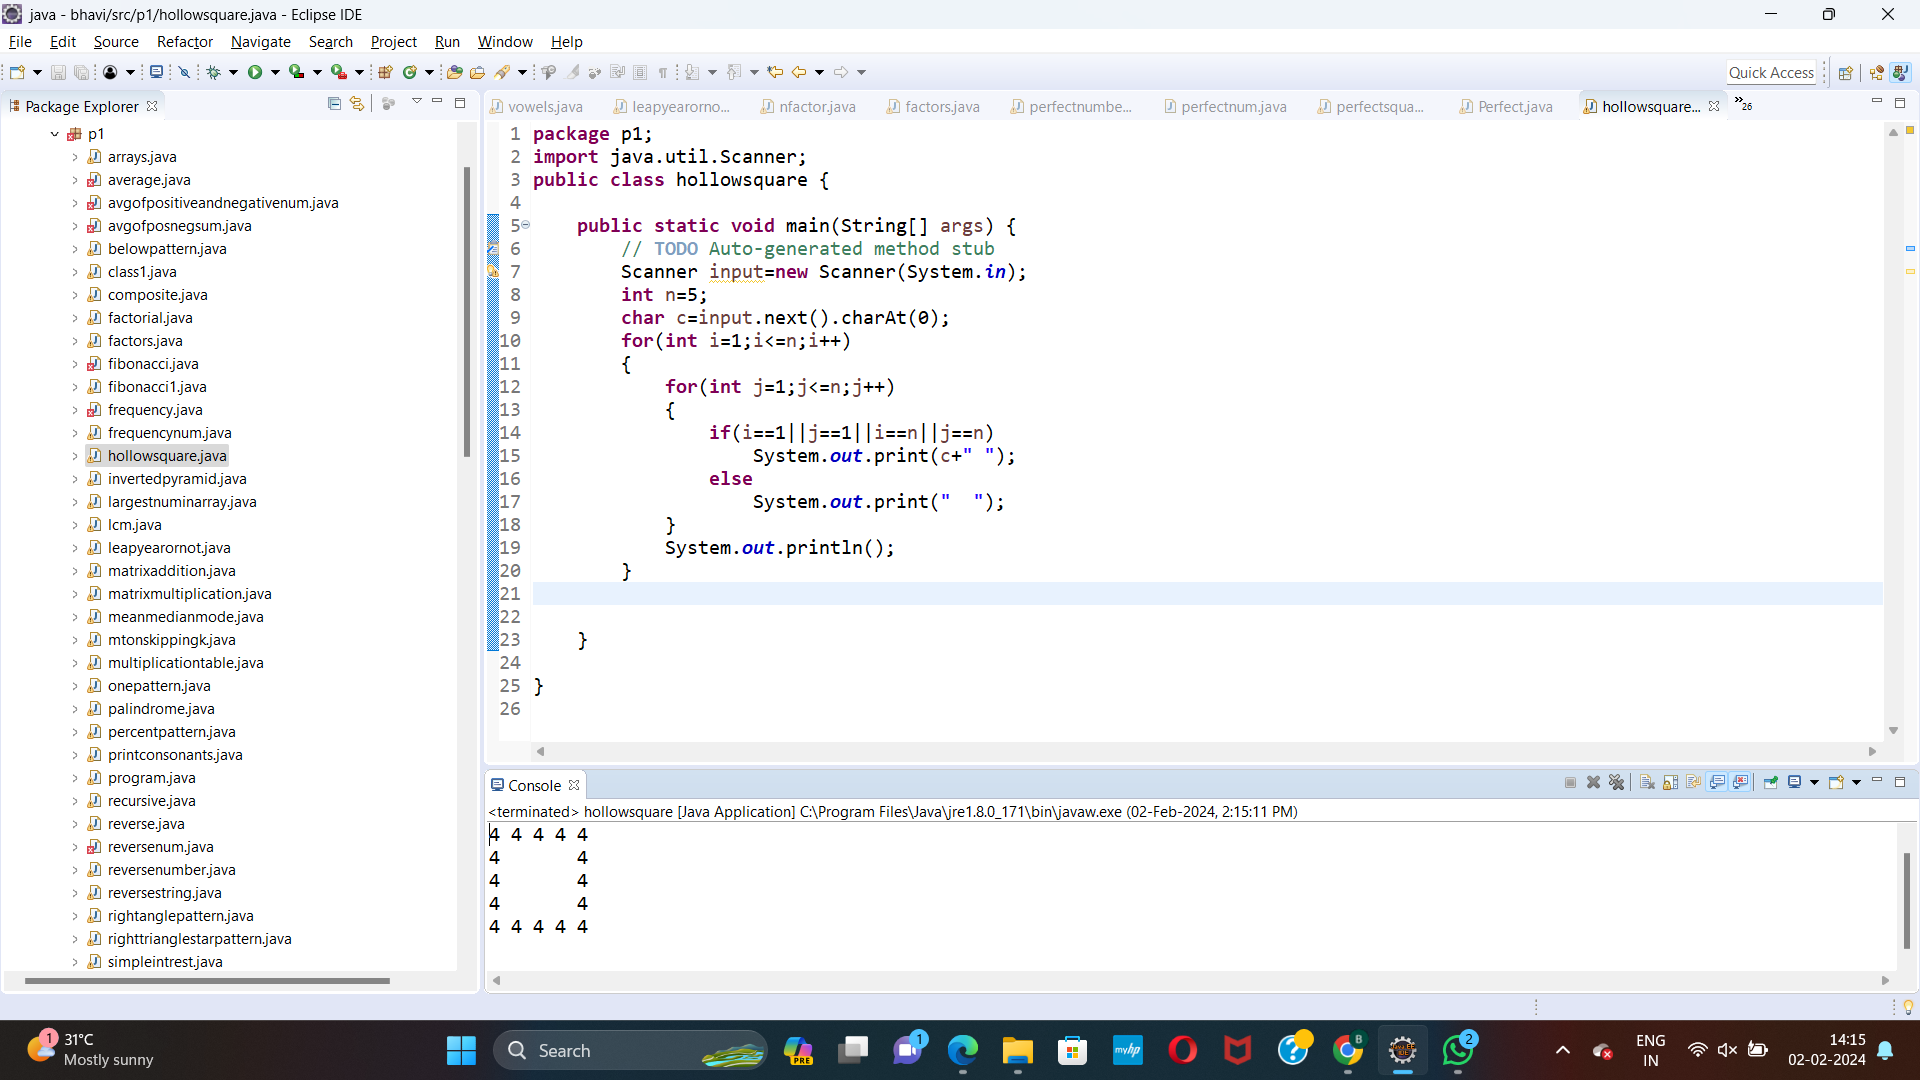 java - bhavi/src/p1/hollowsquare.java - Eclipse IDE
File Edit Source Refactor Navigate Search Project Run Window Help
Quick Access
Package Explorer
vowels.java leapyearorno... nfactor.java factors.java perfectnumbe... perfectnum.java perfectsqua... Perfect.java hollowsquare... »26
p1
arrays.java
average.java
avgofpositiveandnegativenum.java
avgofposnegsum.java
belowpattern.java
class1.java
composite.java
factorial.java
factors.java
fibonacci.java
fibonacci1.java
frequency.java
frequencynum.java
hollowsquare.java
invertedpyramid.java
largestnuminarray.java
lcm.java
leapyearornot.java
matrixaddition.java
matrixmultiplication.java
meanmedianmode.java
mtonskippingk.java
multiplicationtable.java
onepattern.java
palindrome.java
percentpattern.java
printconsonants.java
program.java
recursive.java
reverse.java
reversenum.java
reversenumber.java
reversestring.java
rightanglepattern.java
righttrianglestarpattern.java
simpleintrest.java
1 package p1;
2 import java.util.Scanner;
3 public class hollowsquare {
4
5     public static void main(String[] args) {
6         // TODO Auto-generated method stub
7         Scanner input=new Scanner(System.in);
8         int n=5;
9         char c=input.next().charAt(0);
10         for(int i=1;i<=n;i++)
11         {
12             for(int j=1;j<=n;j++)
13             {
14                 if(i==1||j==1||i==n||j==n)
15                     System.out.print(c+" ");
16                 else
17                     System.out.print("  ");
18             }
19             System.out.println();
20         }
21
22
23     }
24
25 }
26
Console
<terminated> hollowsquare [Java Application] C:\Program Files\Java\jre1.8.0_171\bin\javaw.exe (02-Feb-2024, 2:15:11 PM)
4 4 4 4 4
4       4
4       4
4       4
4 4 4 4 4
1
31°C
Mostly sunny
Search
PRE
1
myhp
B
2
ENG
IN
14:15
02-02-2024